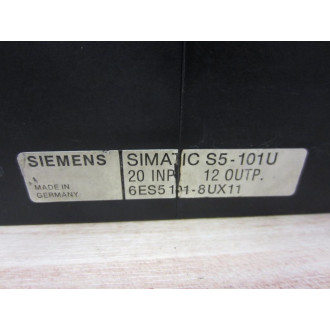 SIEMENS
MADE IN
GERMANY
SIMATIC S5-101U
20 INP. 12 OUTP.
6ES5 101-8UX11